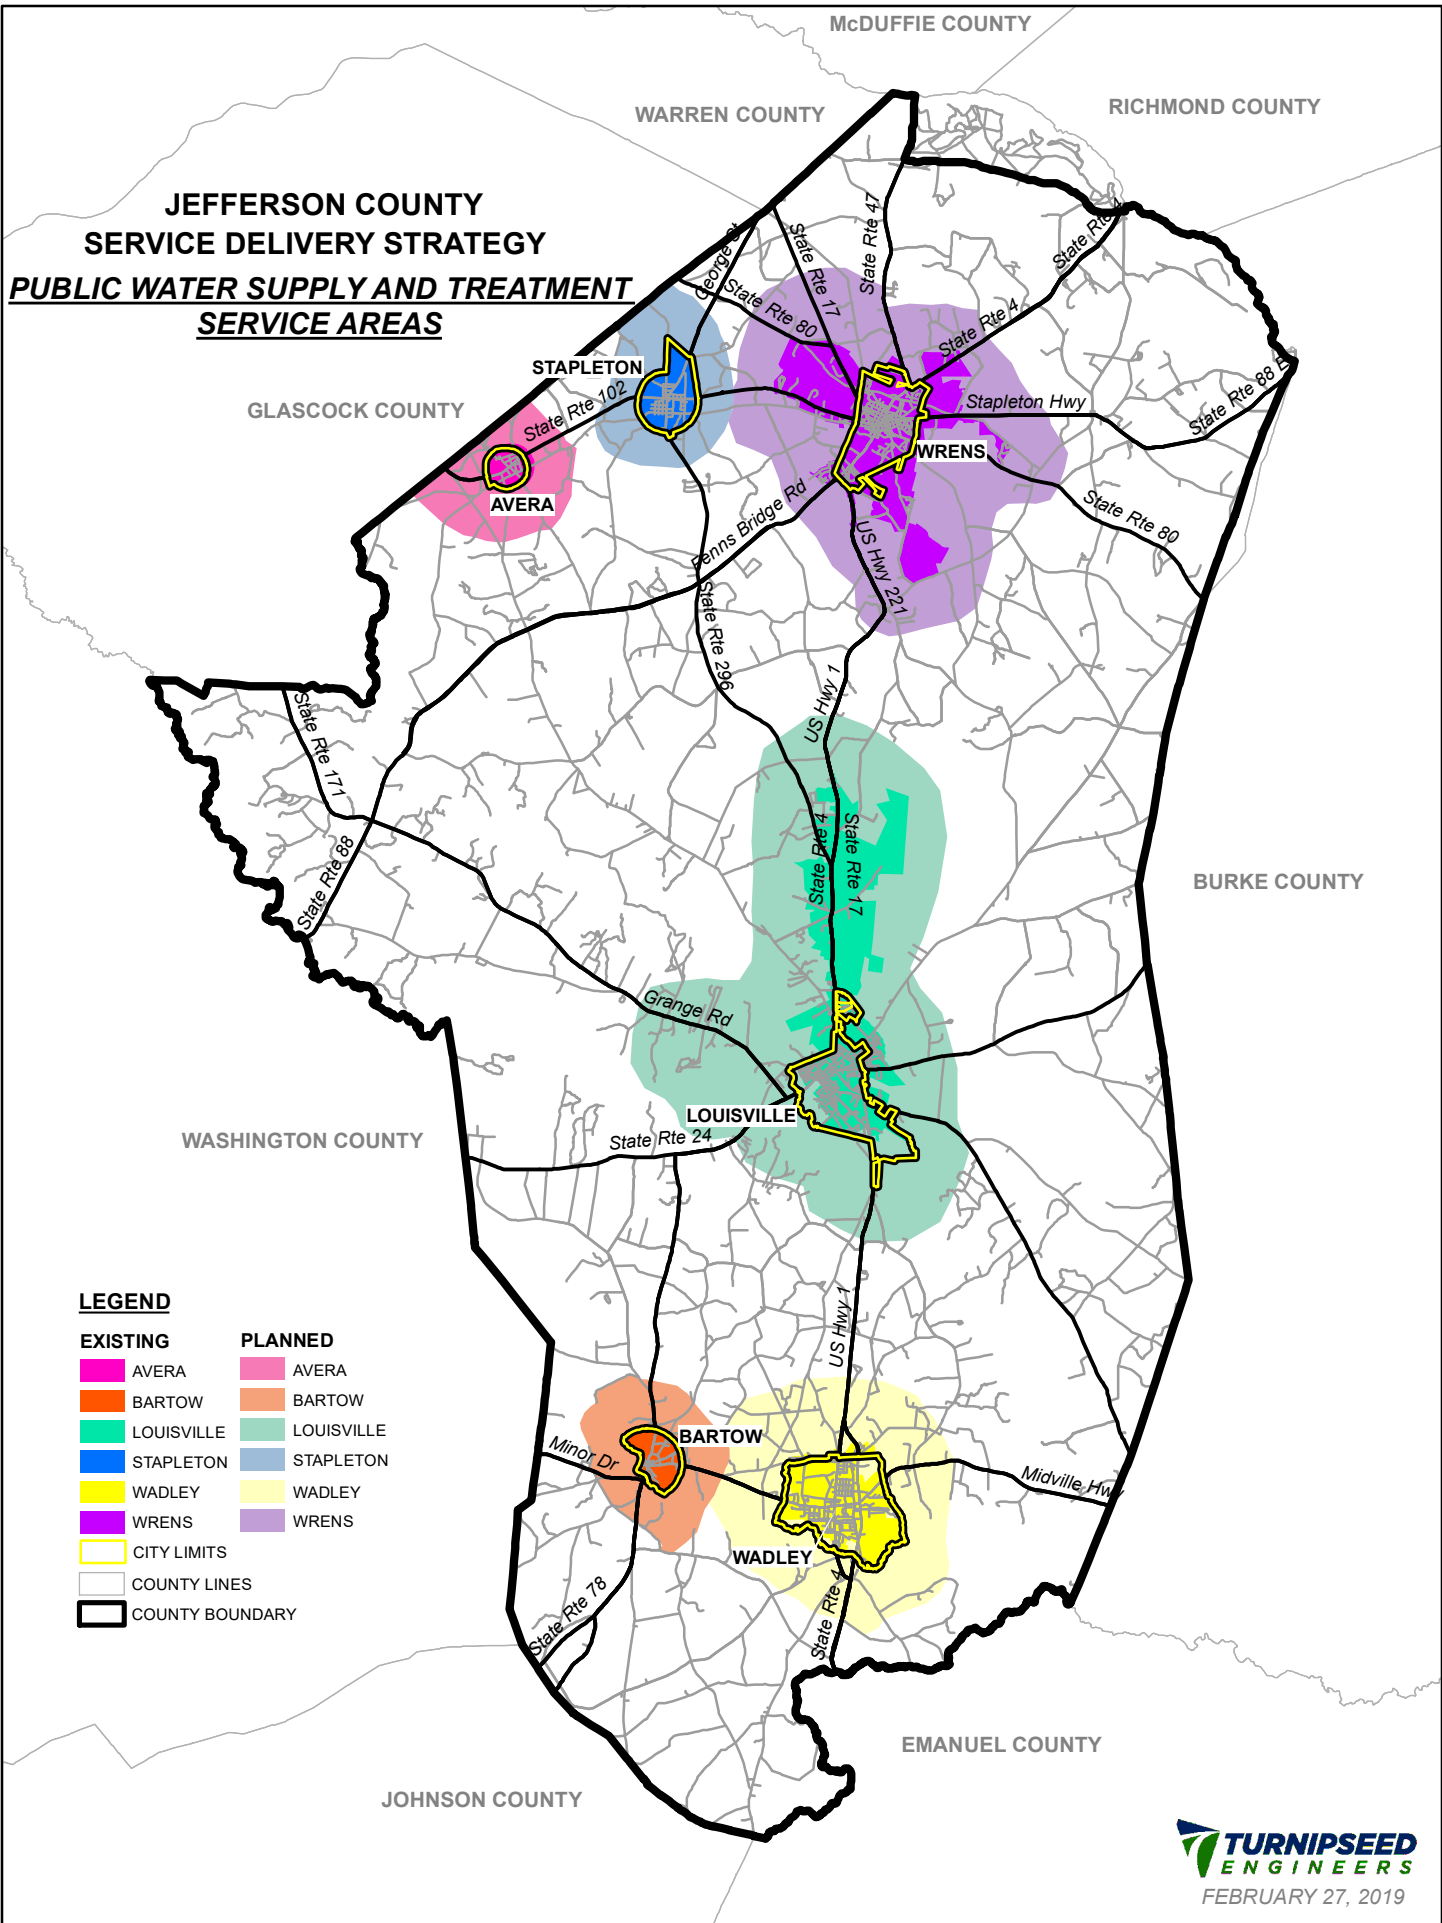 McDUFFIE COUNTY
RICHMOND COUNTY
WARREN COUNTY
JEFFERSON COUNTY
SERVICE DELIVERY STRATEGY
PUBLIC WATER SUPPLY AND TREATMENT
SERVICE AREAS
George St
State Rte 17
State Rte 47
State Rte 1
State Rte 80
State Rte 4
STAPLETON
State Rte 88 E
GLASCOCK COUNTY
State Rte 102
Stapleton Hwy
WRENS
AVERA
Fenns Bridge Rd
State Rte 80
US Hwy 221
State Rte 296
US Hwy 1
State Rte 171
State Rte 88
State Rte 4
State Rte 17
BURKE COUNTY
Grange Rd
LOUISVILLE
WASHINGTON COUNTY
State Rte 24
US Hwy 1
LEGEND
EXISTING
PLANNED
AVERA
AVERA
BARTOW
BARTOW
LOUISVILLE
LOUISVILLE
STAPLETON
STAPLETON
WADLEY
WADLEY
WRENS
WRENS
CITY LIMITS
COUNTY LINES
COUNTY BOUNDARY
BARTOW
Minor Dr
Midville Hwy
WADLEY
State Rte 4
State Rte 78
EMANUEL COUNTY
JOHNSON COUNTY
TURNIPSEED
ENGINEERS
FEBRUARY 27, 2019